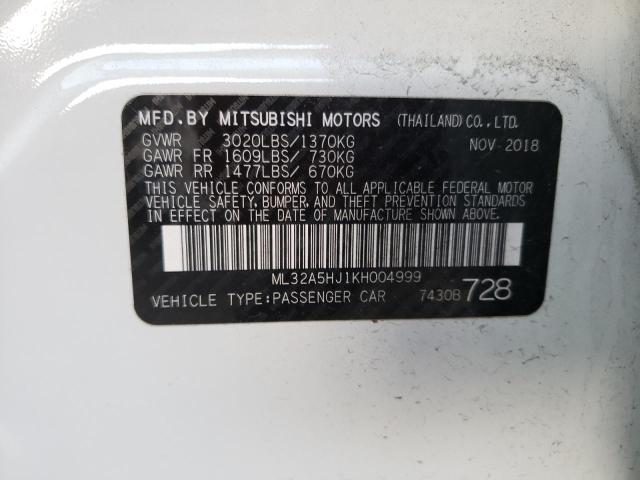 MFD.BY MITSUBISHI MOTORS (THAILAND)CO.,LTD.
GVWR 3020LBS/1370KG NOV 2018
GAWR FR 1609LBS/ 730KG
GAWR RR 1477LBS/ 670KG
THIS VEHICLE CONFORMS TO ALL APPLICABLE FEDERAL MOTOR
VEHICLE SAFETY, BUMPER, AND THEFT PREVENTION STANDARDS
IN EFFECT ON THE DATE OF MANUFACTURE SHOWN ABOVE.
ML32A5HJ1KH004999
VEHICLE TYPE:PASSENGER CAR 74308 728